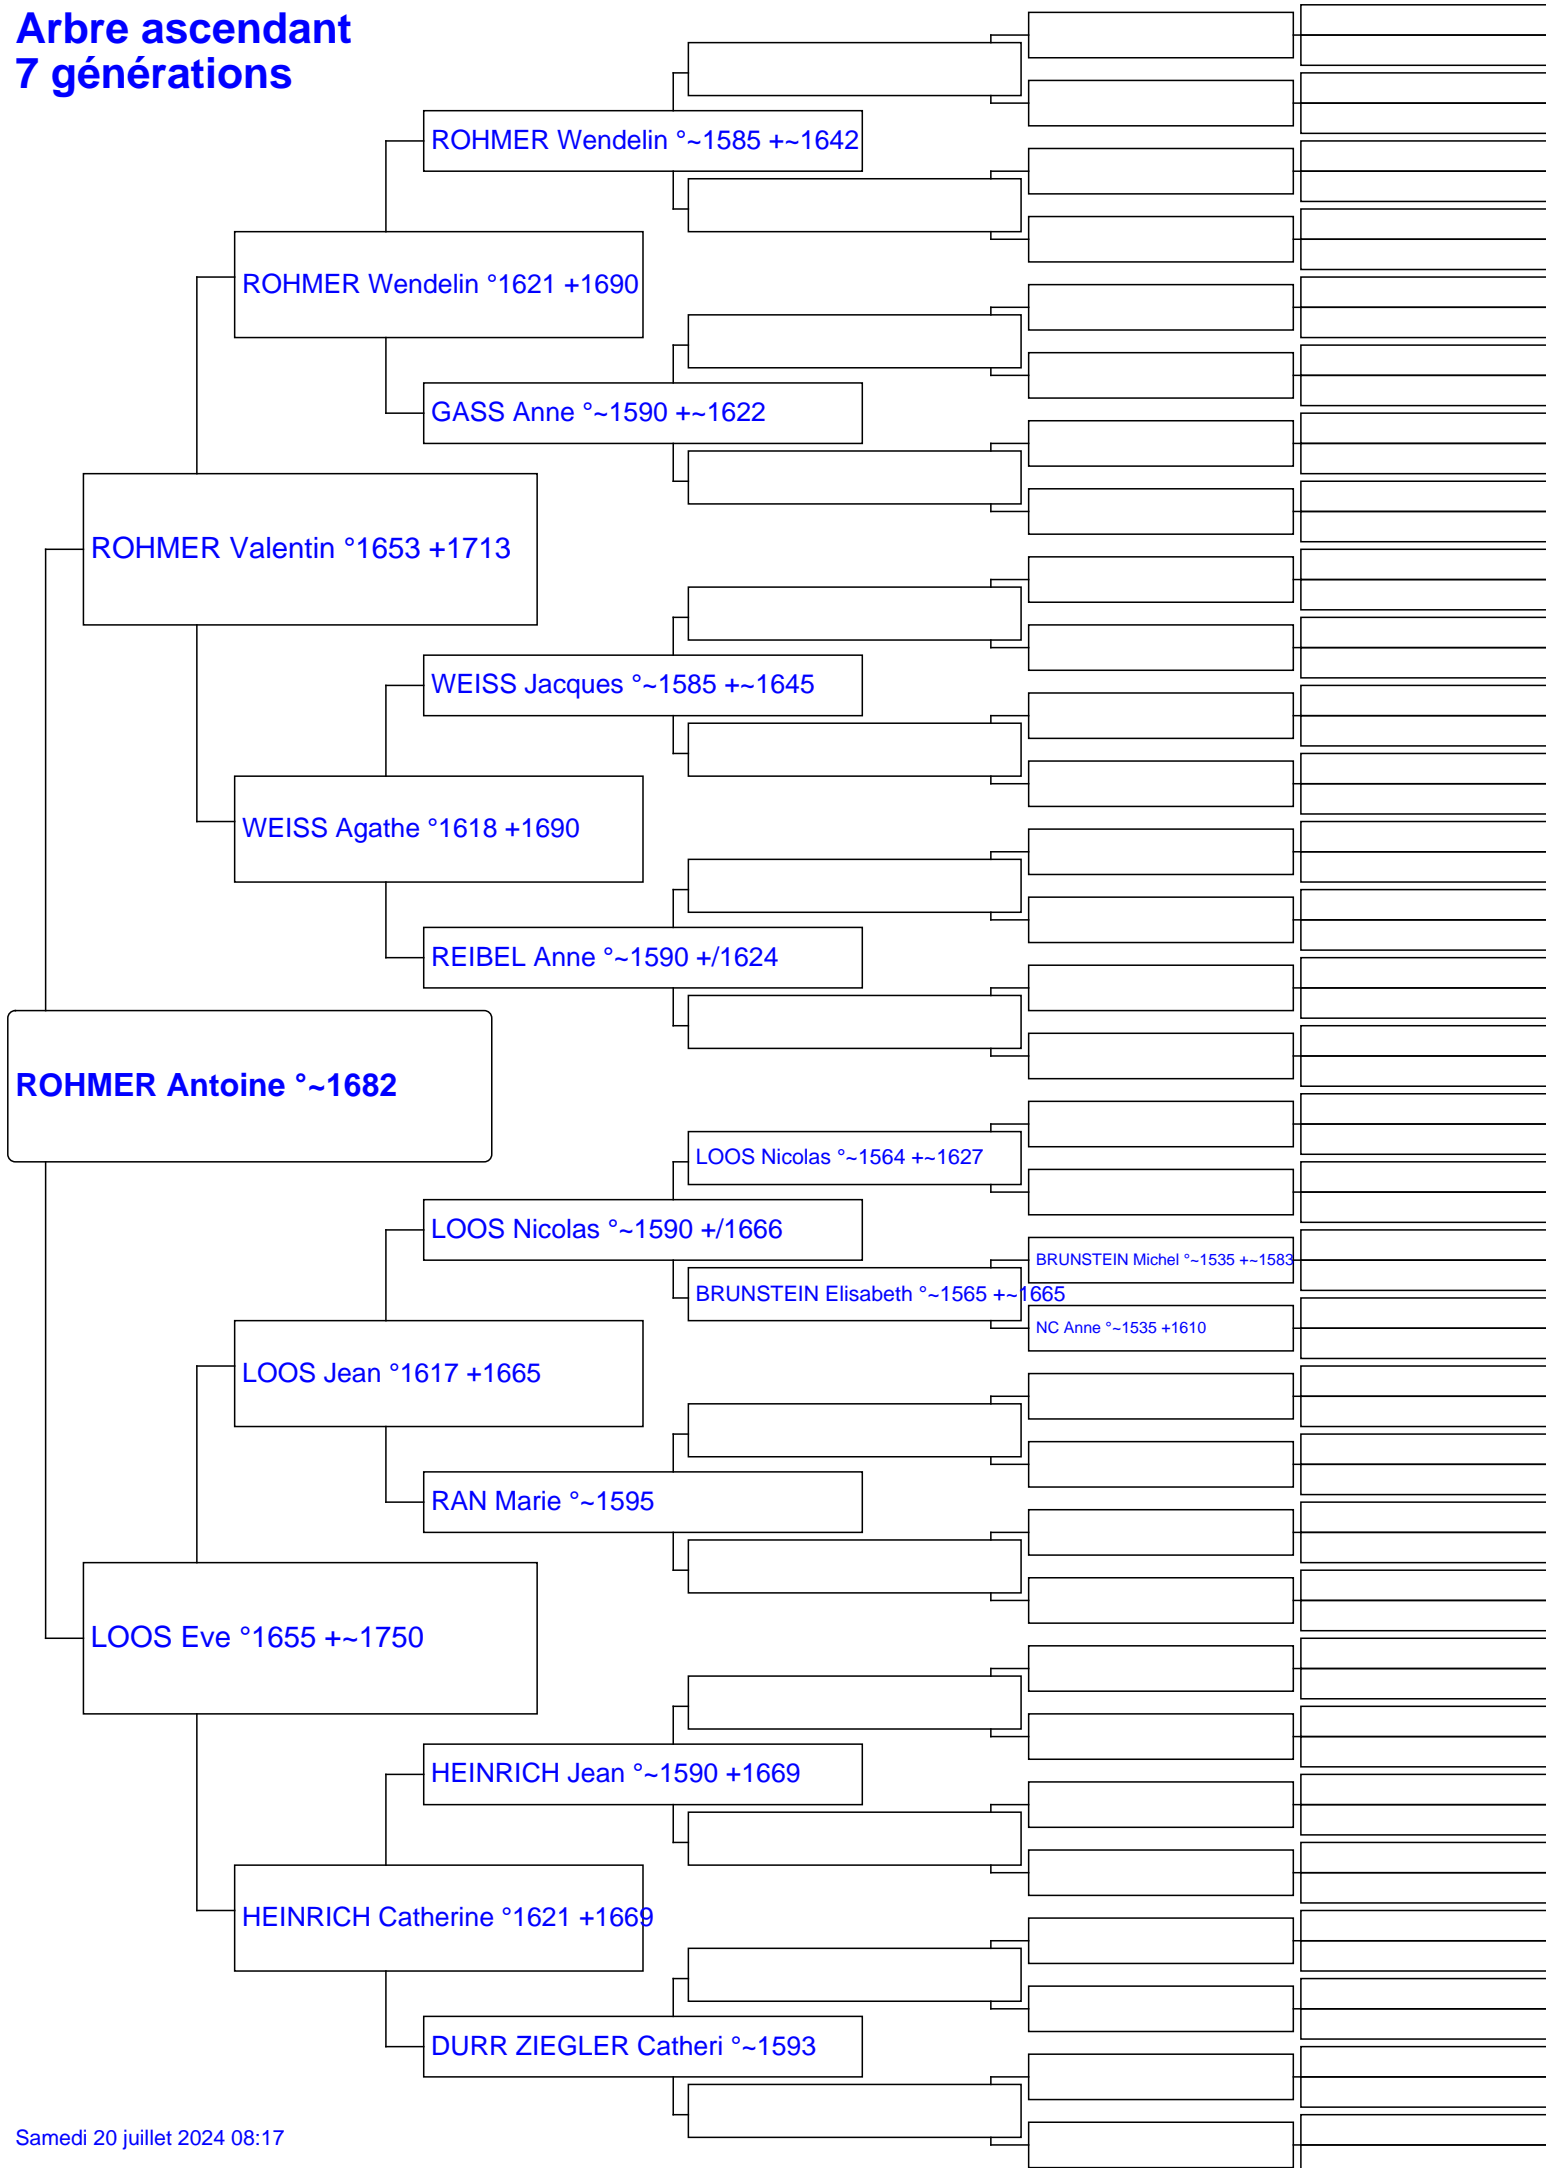 Arbre ascendant
7 générations
ROHMER Wendelin °~1585 +~1642
ROHMER Wendelin °1621 +1690
GASS Anne °~1590 +~1622
ROHMER Valentin °1653 +1713
WEISS Jacques °~1585 +~1645
WEISS Agathe °1618 +1690
REIBEL Anne °~1590 +/1624
ROHMER Antoine °~1682
LOOS Nicolas °~1564 +~1627
LOOS Nicolas °~1590 +/1666
BRUNSTEIN Michel °~1535 +~1583
BRUNSTEIN Elisabeth °~1565 +~1665
NC Anne °~1535 +1610
LOOS Jean °1617 +1665
RAN Marie °~1595
LOOS Eve °1655 +~1750
HEINRICH Jean °~1590 +1669
HEINRICH Catherine °1621 +1669
DURR ZIEGLER Catheri °~1593
Samedi 20 juillet 2024 08:17